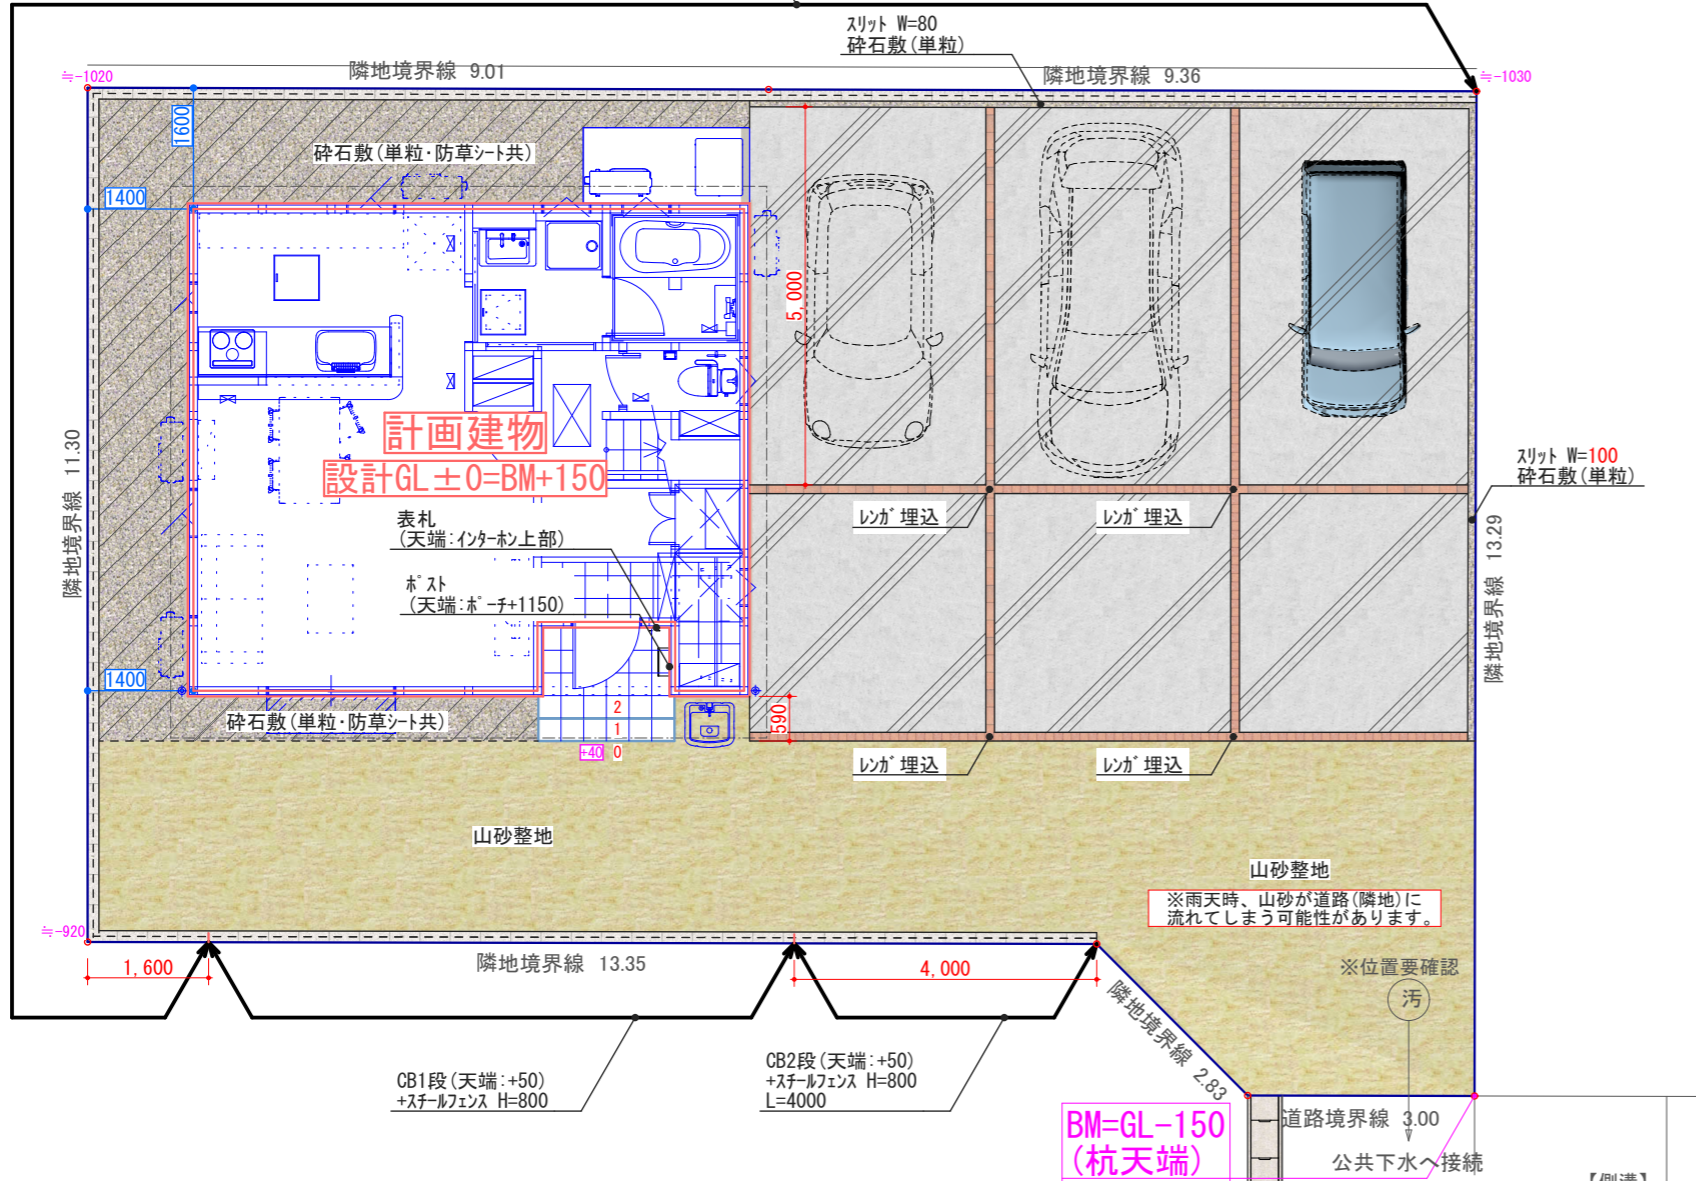 スリット W=80
砕石敷(単粒)
≒-1020
隣地境界線 9.01
隣地境界線 9.36
≒-1030
1600
砕石敷(単粒・防草シート共)
1400
5,000
計画建物
設計GL±0=BM+150
隣地境界線 11.30
スリット W=100
砕石敷(単粒)
表札
(天端:インターホン上部)
レンガ埋込
レンガ埋込
隣地境界線 13.29
ポスト
(天端:ポーチ+1150)
1400
砕石敷(単粒・防草シート共)
2
1
+40 0
590
レンガ埋込
レンガ埋込
山砂整地
山砂整地
※雨天時、山砂が道路(隣地)に
流れてしまう可能性があります。
≒-920
1,600
隣地境界線 13.35
4,000
※位置要確認
汚
隣地境界線 2.83
CB1段(天端:+50)
+スチールフェンス H=800
CB2段(天端:+50)
+スチールフェンス H=800
L=4000
BM=GL-150
(杭天端)
道路境界線 3.00
公共下水へ接続
【側溝】